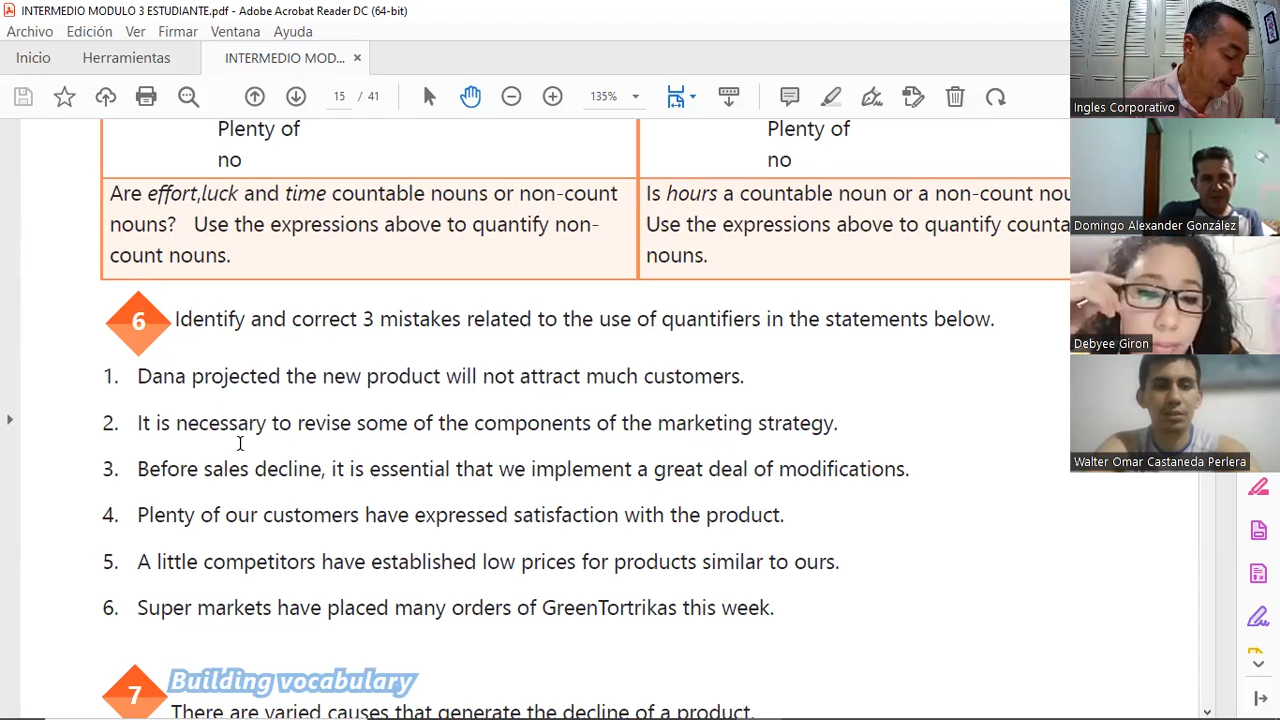 INTERMEDIO MODULO 3 ESTUDIANTE.pdf - Adobe Acrobat Reader DC (64-bit)
Archivo Edición Ver Firmar Ventana Ayuda
Inicio Herramientas INTERMEDIO MOD... ×
15 / 41 135%
Plenty of
no
Plenty of
no
Are effort,luck and time countable nouns or non-count
nouns? Use the expressions above to quantify non-
count nouns.
Is hours a countable noun or a non-count
Use the expressions above to quantify
nouns.
6 Identify and correct 3 mistakes related to the use of quantifiers in the statements below.
1. Dana projected the new product will not attract much customers.
2. It is necessary to revise some of the components of the marketing strategy.
3. Before sales decline, it is essential that we implement a great deal of modifications.
4. Plenty of our customers have expressed satisfaction with the product.
5. A little competitors have established low prices for products similar to ours.
6. Super markets have placed many orders of GreenTortrikas this week.
7 Building vocabulary
There are varied causes that generate the decline of a product.
Ingles Corporativo
Domingo Alexander González
Debyee Giron
Walter Omar Castaneda Perlera